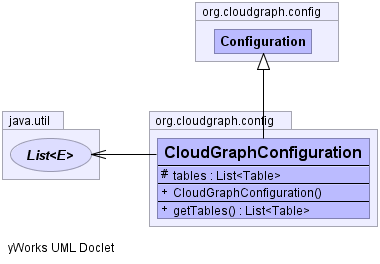 org.cloudgraph.config
Configuration
java.util
List<E>
org.cloudgraph.config
CloudGraphConfiguration
# tables : List<Table>
+ CloudGraphConfiguration()
+ getTables() : List<Table>
yWorks UML Doclet